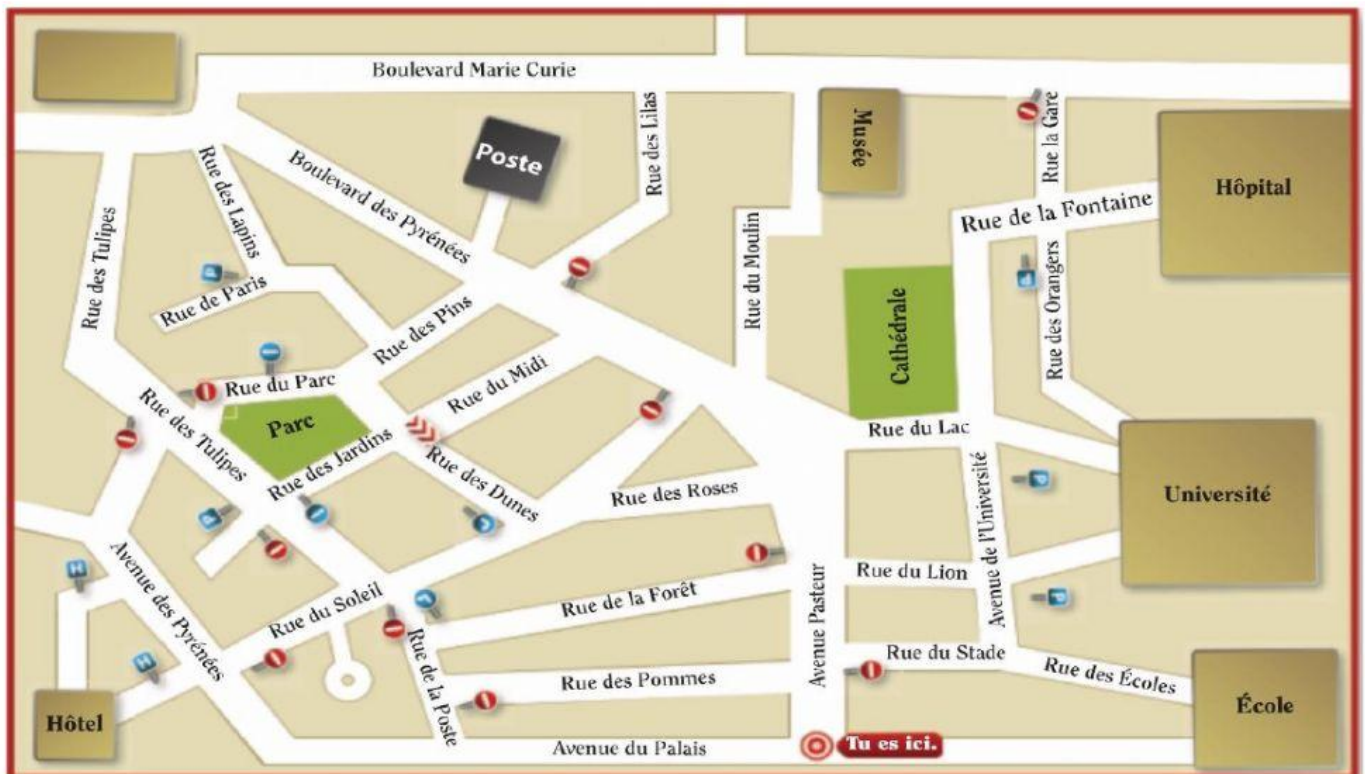 Boulevard Marie Curie
Rue des Lilas
Musée
Rue la Gare
Hôpital
Poste
Rue des Lapins
Boulevard des Pyrénées
Rue de la Fontaine
Rue des Tulipes
P
Rue de Paris
Rue du Moulin
P
Rue des Orangers
Cathédrale
Rue des Pins
Rue du Parc
Rue du Midi
Parc
Rue des Tulipes
Rue des Jardins
Rue du Lac
Rue des Dunes
Rue des Roses
P
Avenue de l'Université
P
Université
H
Avenue des Pyrénées
Rue du Soleil
Rue de la Forêt
Rue du Lion
P
H
Rue de la Poste
Rue des Pommes
Avenue Pasteur
Rue du Stade
Rue des Écoles
Hôtel
École
Avenue du Palais
Tu es ici.